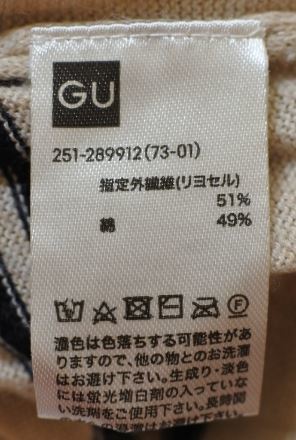 GU
251-289912(73-01)
指定外繊維(リヨセル)
51%
綿 49%
濃色は色落ちする可能性があ
りますので、他の物とのお洗濯
はお避け下さい。生成り・淡色
には蛍光増白剤の入っていな
い洗剤をご使用下さい。長時間